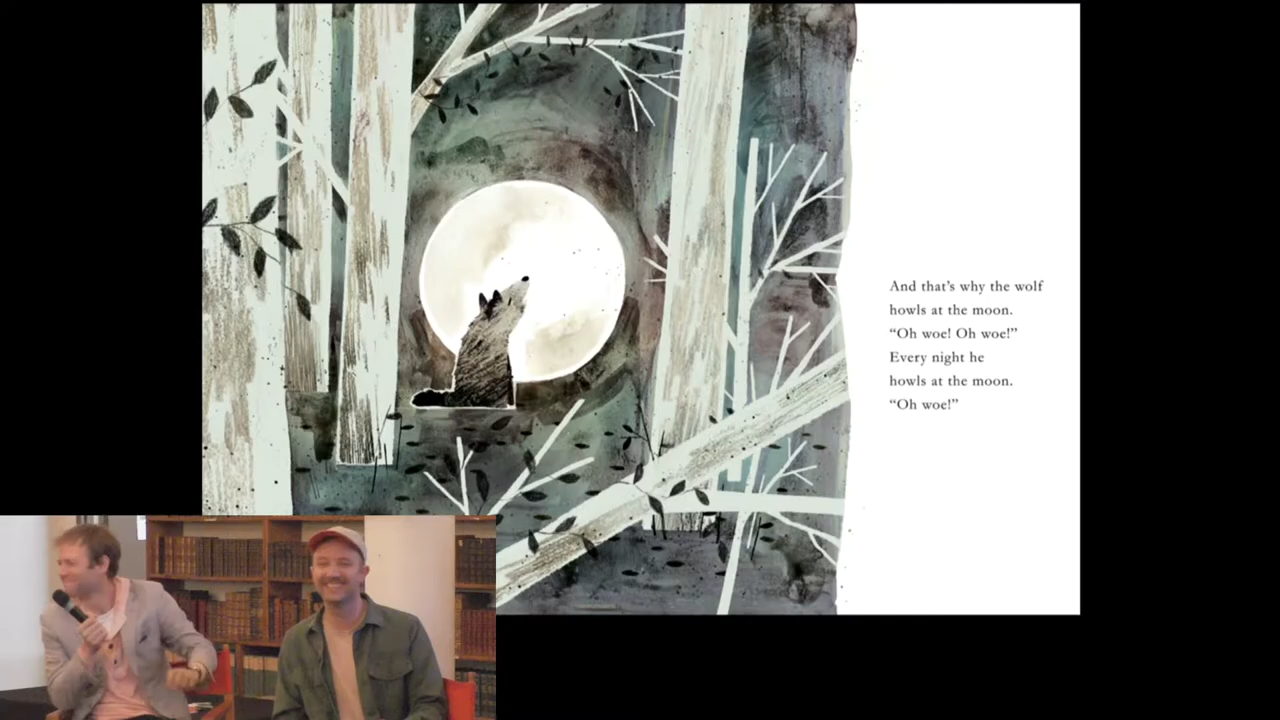 And that's why the wolf
howls at the moon.
“Oh woe! Oh woe!”
Every night he
howls at the moon.
“Oh woe!”